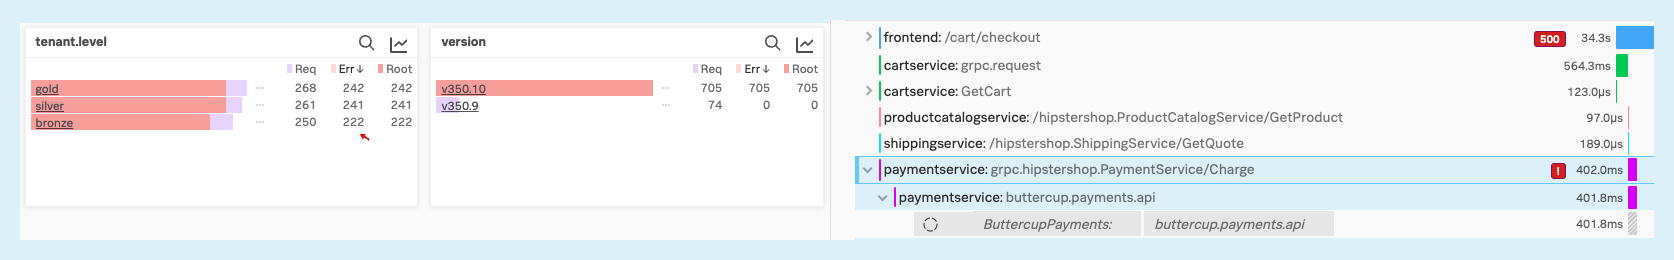 tenant.level
Req Err↓ Root
gold ... 268 242 242
silver ... 261 241 241
bronze ... 250 222 222
version
Req Err↓ Root
v350.10 ... 705 705 705
v350.9 ... 74 0 0
frontend: /cart/checkout 500 34.3s
cartservice: grpc.request 564.3ms
cartservice: GetCart 123.0µs
productcatalogservice: /hipstershop.ProductCatalogService/GetProduct 97.0µs
shippingservice: /hipstershop.ShippingService/GetQuote 189.0µs
paymentservice: grpc.hipstershop.PaymentService/Charge ! 402.0ms
paymentservice: buttercup.payments.api 401.8ms
ButtercupPayments: buttercup.payments.api 401.8ms